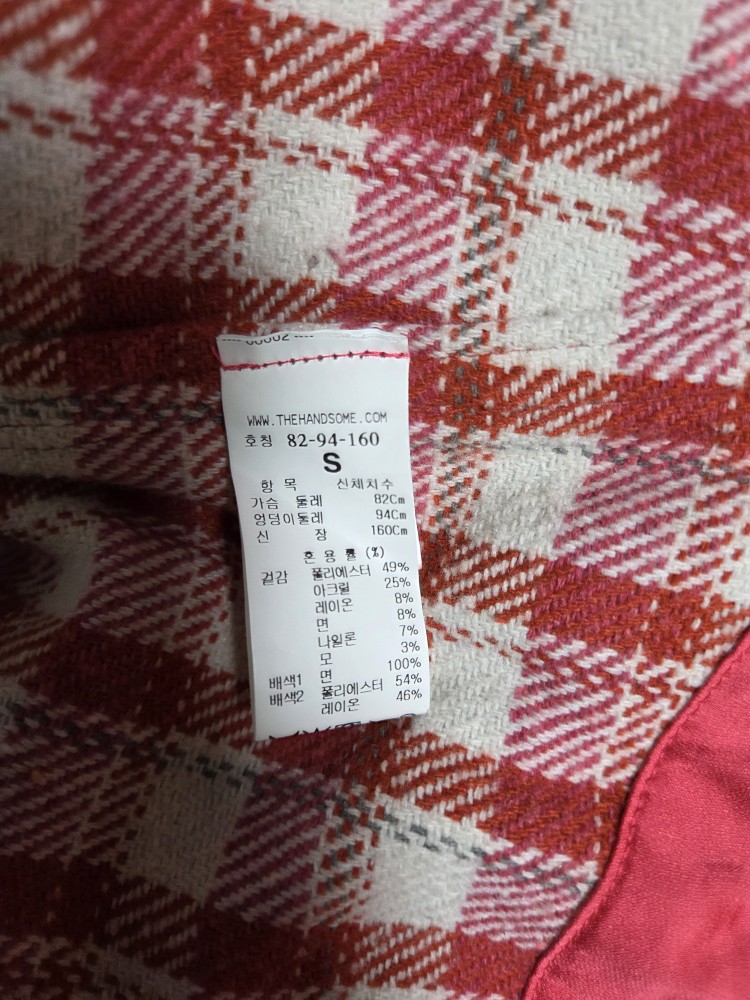 WWW.THEHANDSOME.COM
호칭 82-94-160
S
항 목 신체치수
가슴 둘레 82Cm
엉덩이둘레 94Cm
신 장 160Cm
혼 용 률 (%)
겉감 폴리에스터 49%
아크릴 25%
레이온 8%
면 8%
나일론 7%
모 3%
배색1 면 100%
배색2 폴리에스터 54%
레이온 46%